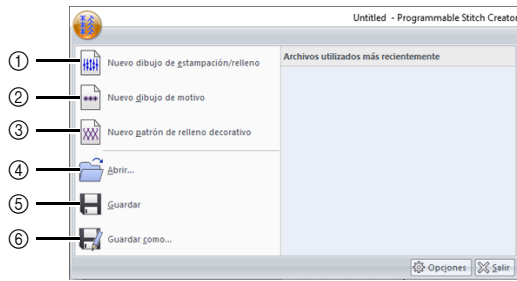 Untitled - Programmable Stitch Creator
① Nuevo dibujo de estampación/relleno
② Nuevo dibujo de motivo
③ Nuevo patrón de relleno decorativo
④ Abrir...
⑤ Guardar
⑥ Guardar como...
Archivos utilizados más recientemente
Opciones Salir